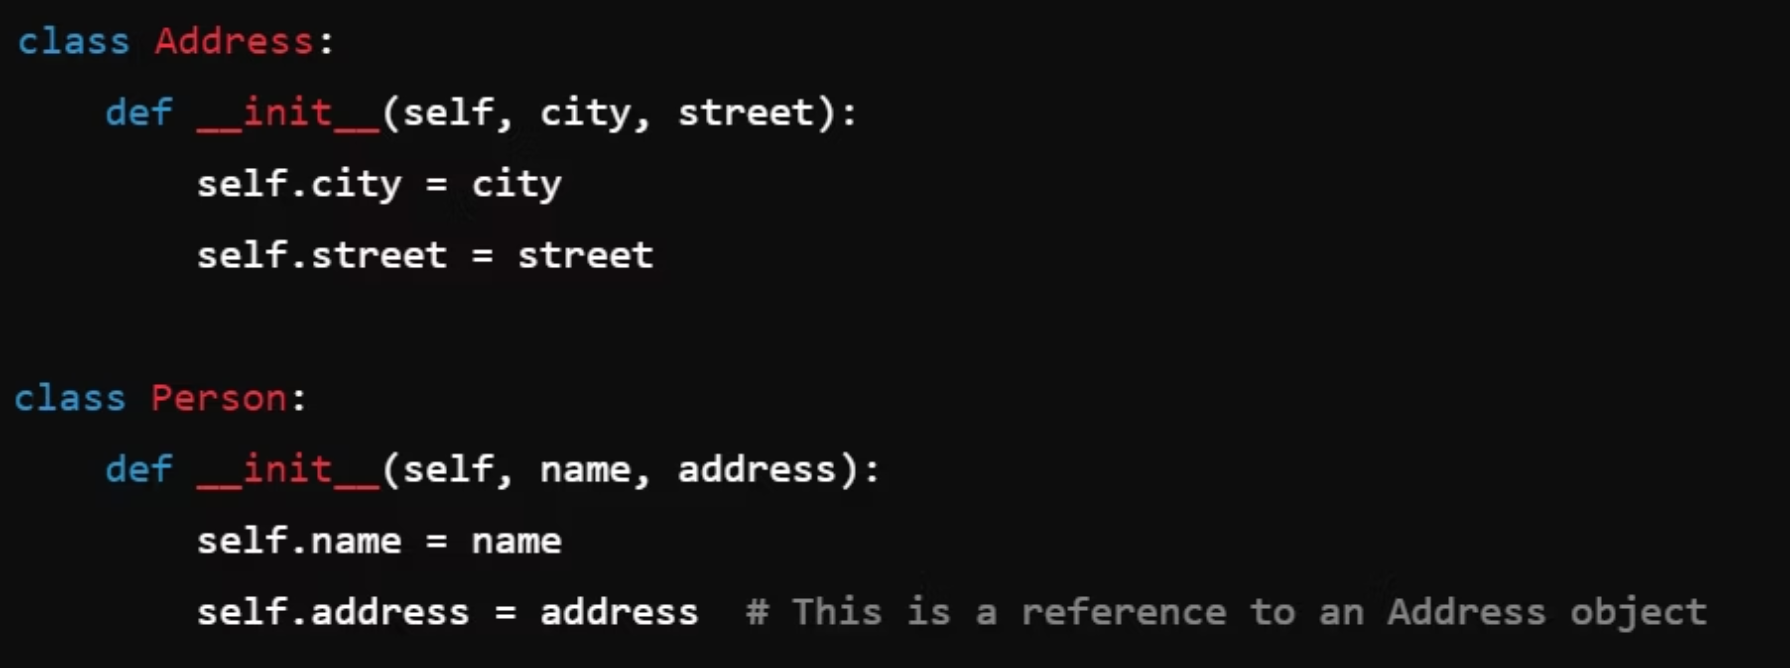 class Address:
    def __init__(self, city, street):
        self.city = city
        self.street = street
class Person:
    def __init__(self, name, address):
        self.name = name
        self.address = address  # This is a reference to an Address object